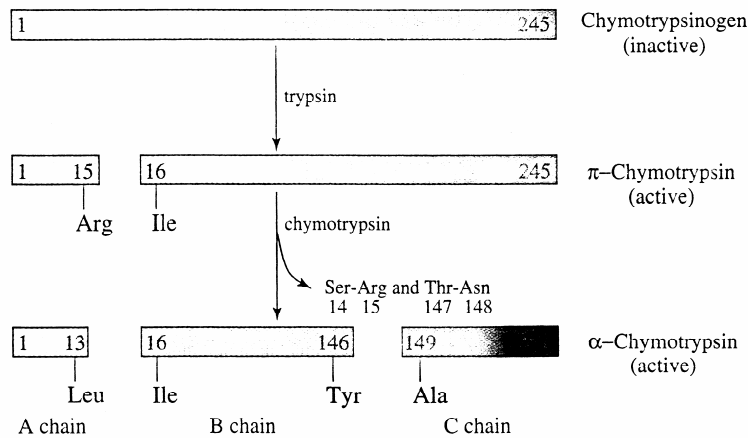 1 245 Chymotrypsinogen
(inactive)
trypsin
1 15 16 245 π–Chymotrypsin
(active)
Arg Ile
chymotrypsin
Ser-Arg and Thr-Asn
14 15 147 148
1 13 16 146 149 α–Chymotrypsin
(active)
Leu Ile Tyr Ala
A chain B chain C chain